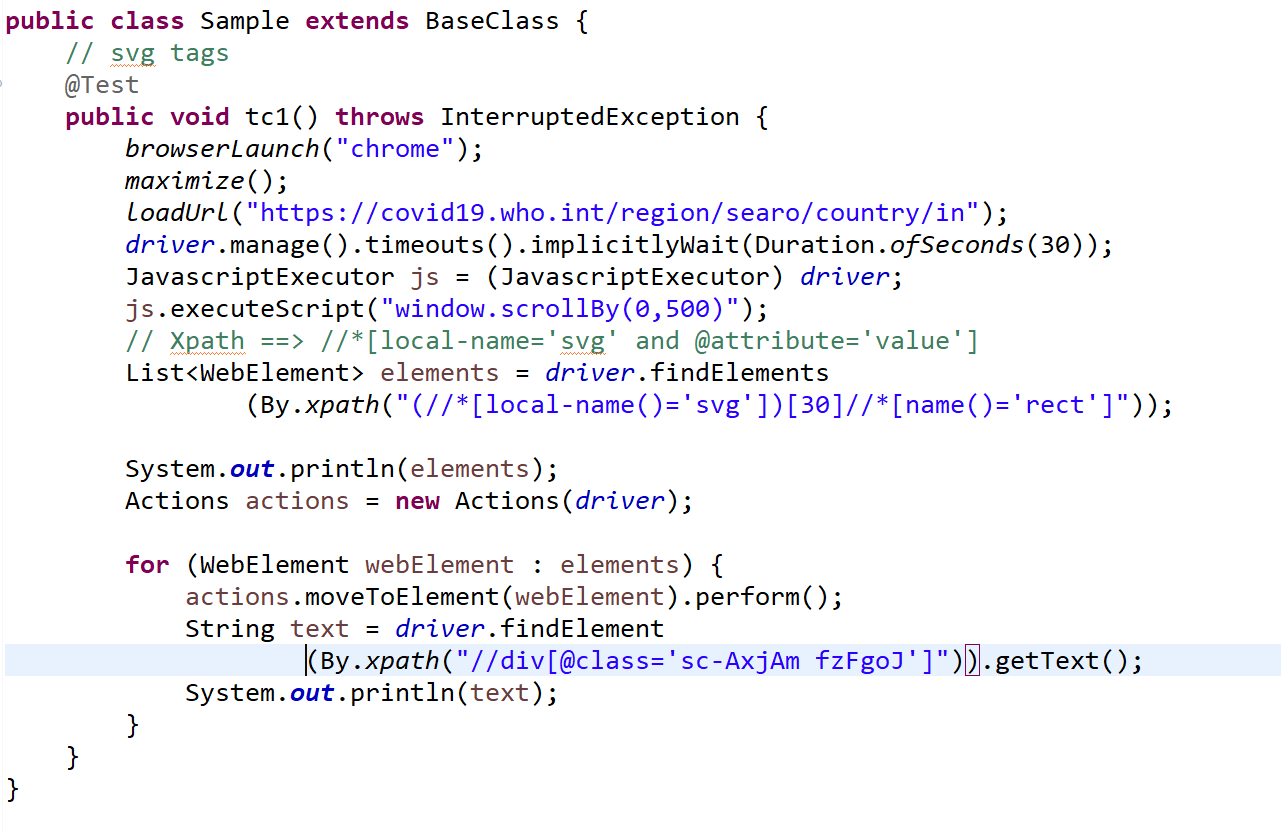 public class Sample extends BaseClass {
// svg tags
@Test
public void tc1() throws InterruptedException {
browserLaunch("chrome");
maximize();
loadUrl("https://covid19.who.int/region/searo/country/in");
driver.manage().timeouts().implicitlyWait(Duration.ofSeconds(30));
JavascriptExecutor js = (JavascriptExecutor) driver;
js.executeScript("window.scrollBy(0,500)");
// Xpath ==> //*[local-name='svg' and @attribute='value']
List<WebElement> elements = driver.findElements
(By.xpath("(//*[local-name()='svg'])[30]//*[name()='rect']"));
System.out.println(elements);
Actions actions = new Actions(driver);
for (WebElement webElement : elements) {
actions.moveToElement(webElement).perform();
String text = driver.findElement
(By.xpath("//div[@class='sc-AxjAm fzFgoJ']")).getText();
System.out.println(text);
}
}
}